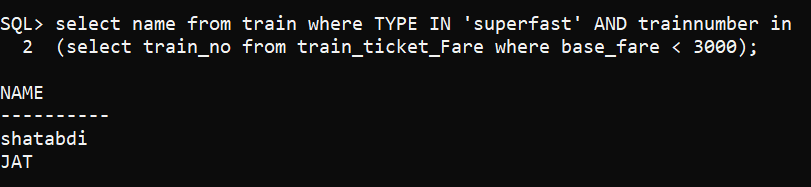 SQL> select name from train where TYPE IN 'superfast' AND trainnumber in
2 (select train_no from train_ticket_Fare where base_fare < 3000);
NAME
----------
shatabdi
JAT